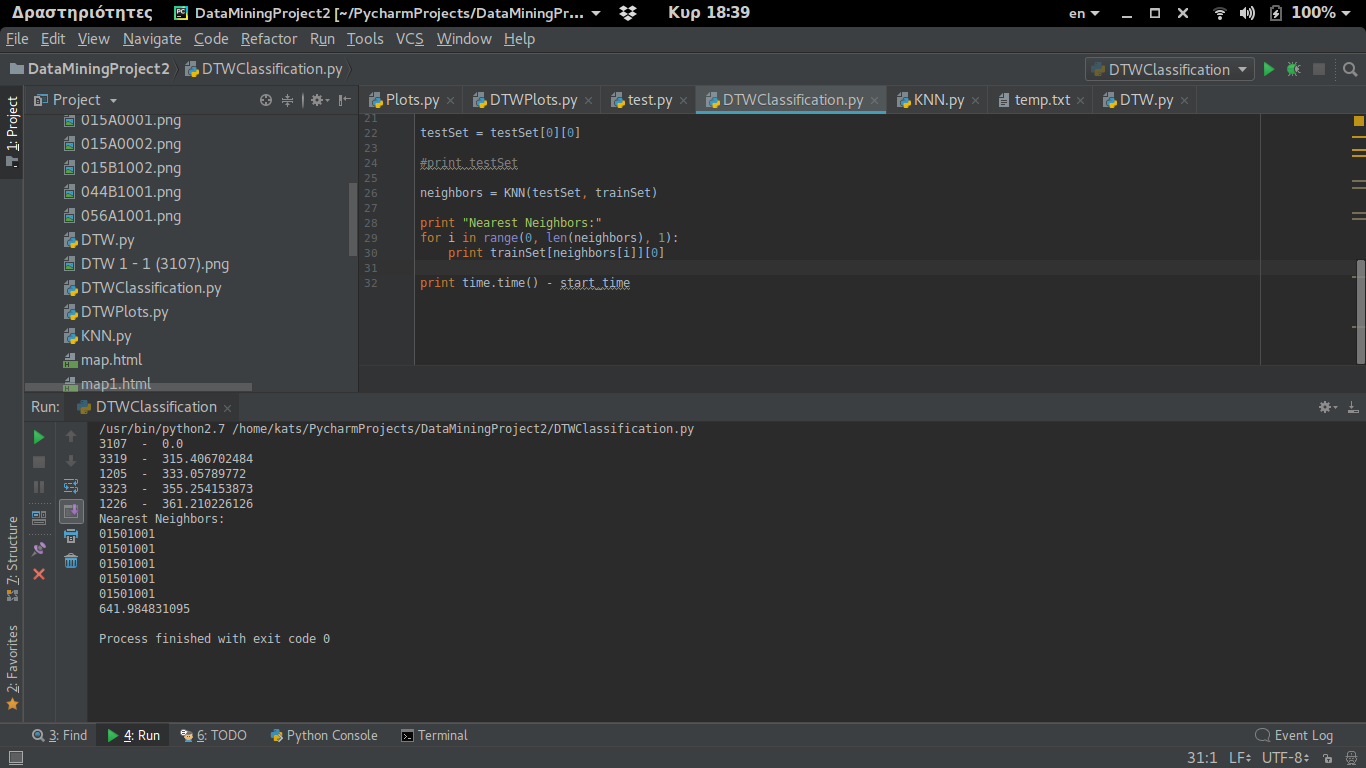 Δραστηριότητες DataMiningProject2 [~/PycharmProjects/DataMiningPr... Κυρ 18:39 en 100%
File Edit View Navigate Code Refactor Run Tools VCS Window Help
DataMiningProject2 DTWClassification.py DTWClassification
1: Project
Project
015A0001.png
015A0002.png
015B1002.png
044B1001.png
056A1001.png
DTW.py
DTW 1 - 1 (3107).png
DTWClassification.py
DTWPlots.py
KNN.py
map.html
map1.html
Plots.py DTWPlots.py test.py DTWClassification.py KNN.py temp.txt DTW.py
21
22 testSet = testSet[0][0]
23
24 #print testSet
25
26 neighbors = KNN(testSet, trainSet)
27
28 print "Nearest Neighbors:"
29 for i in range(0, len(neighbors), 1):
30 print trainSet[neighbors[i]][0]
31
32 print time.time() - start_time
Run: DTWClassification
/usr/bin/python2.7 /home/kats/PycharmProjects/DataMiningProject2/DTWClassification.py
3107 - 0.0
3319 - 315.406702484
1205 - 333.05789772
3323 - 355.254153873
1226 - 361.210226126
Nearest Neighbors:
01501001
01501001
01501001
01501001
01501001
641.984831095
Process finished with exit code 0
7: Structure
2: Favorites
3: Find 4: Run 6: TODO Python Console Terminal Event Log
31:1 LF UTF-8